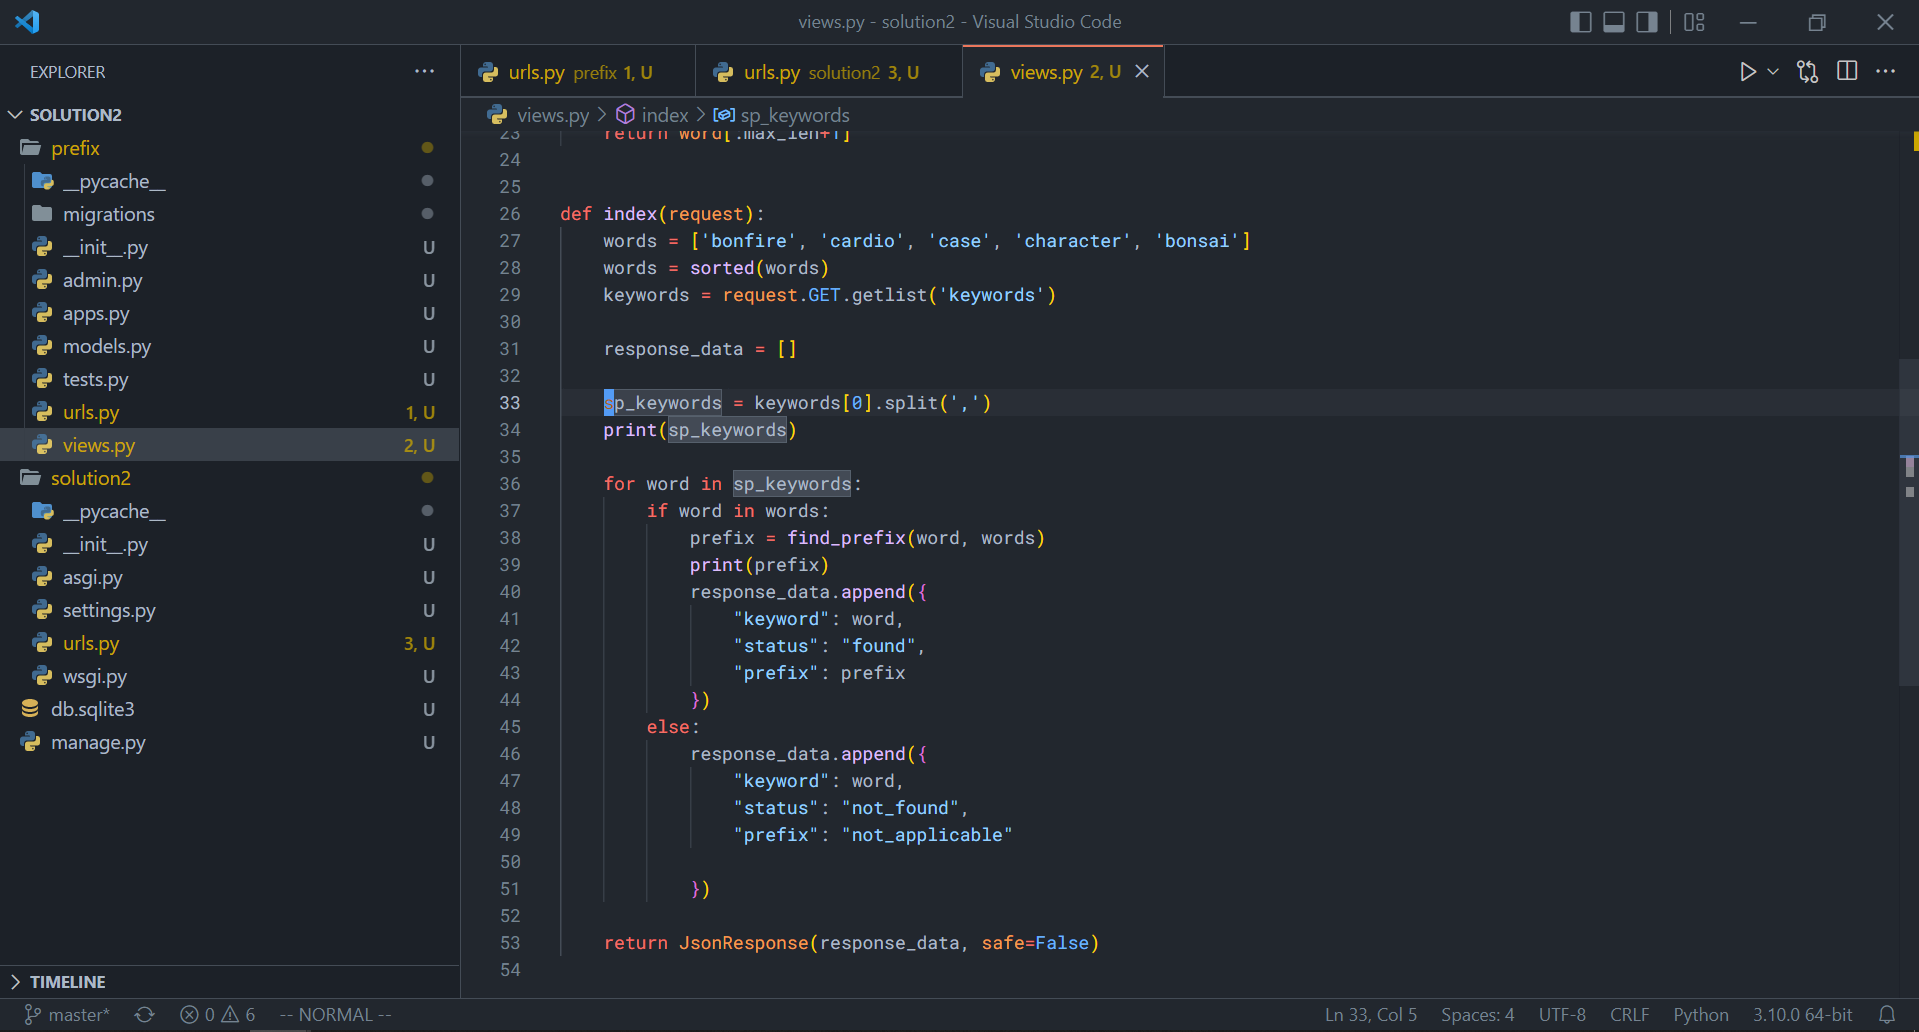 views.py - solution2 - Visual Studio Code
EXPLORER
SOLUTION2
prefix
__pycache__
migrations
__init__.py U
admin.py U
apps.py U
models.py U
tests.py U
urls.py 1, U
views.py 2, U
solution2
__pycache__
__init__.py U
asgi.py U
settings.py U
urls.py 3, U
wsgi.py U
db.sqlite3 U
manage.py U
TIMELINE
urls.py prefix 1, U
urls.py solution2 3, U
views.py 2, U
views.py > index > sp_keywords
23 return word[:max_len+1]
24
25
26 def index(request):
27 words = ['bonfire', 'cardio', 'case', 'character', 'bonsai']
28 words = sorted(words)
29 keywords = request.GET.getlist('keywords')
30
31 response_data = []
32
33 sp_keywords = keywords[0].split(',')
34 print(sp_keywords)
35
36 for word in sp_keywords:
37 if word in words:
38 prefix = find_prefix(word, words)
39 print(prefix)
40 response_data.append({
41 "keyword": word,
42 "status": "found",
43 "prefix": prefix
44 })
45 else:
46 response_data.append({
47 "keyword": word,
48 "status": "not_found",
49 "prefix": "not_applicable"
50
51 })
52
53 return JsonResponse(response_data, safe=False)
54
master* 0 6 -- NORMAL -- Ln 33, Col 5 Spaces: 4 UTF-8 CRLF Python 3.10.0 64-bit